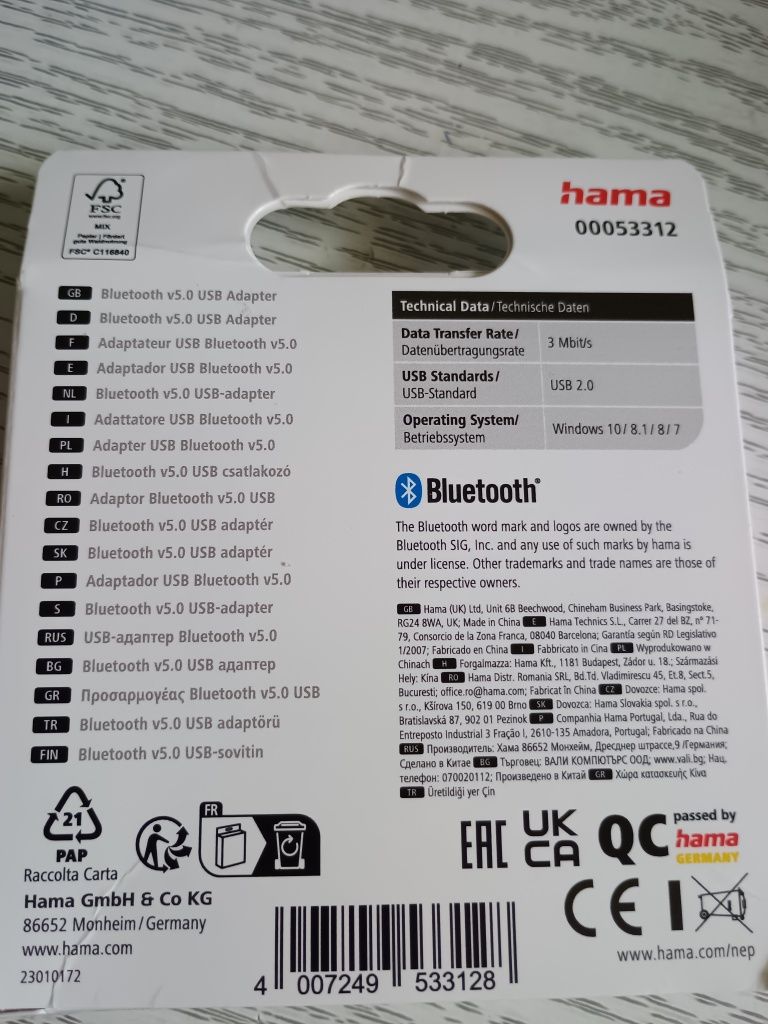 FSC
www.fsc.org
MIX
Papier | Fördert
gute Waldnutzung
FSC® C116840
hama
00053312
GB Bluetooth v5.0 USB Adapter
D Bluetooth v5.0 USB Adapter
F Adaptateur USB Bluetooth v5.0
E Adaptador USB Bluetooth v5.0
NL Bluetooth v5.0 USB-adapter
I Adattatore USB Bluetooth v5.0
PL Adapter USB Bluetooth v5.0
H Bluetooth v5.0 USB csatlakozó
RO Adaptor Bluetooth v5.0 USB
CZ Bluetooth v5.0 USB adaptér
SK Bluetooth v5.0 USB adaptér
P Adaptador USB Bluetooth v5.0
S Bluetooth v5.0 USB-adapter
RUS USB-адаптер Bluetooth v5.0
BG Bluetooth v5.0 USB адаптер
GR Προσαρμογέας Bluetooth v5.0 USB
TR Bluetooth v5.0 USB adaptörü
FIN Bluetooth v5.0 USB-sovitin
Technical Data/Technische Daten
Data Transfer Rate/
Datenübertragungsrate
3 Mbit/s
USB Standards/
USB-Standard
USB 2.0
Operating System/
Betriebssystem
Windows 10/ 8.1 / 8/ 7
Bluetooth®
The Bluetooth word mark and logos are owned by the
Bluetooth SIG, Inc. and any use of such marks by hama is
under license. Other trademarks and trade names are those of
their respective owners.
GB Hama (UK) Ltd, Unit 6B Beechwood, Chineham Business Park, Basingstoke,
RG24 8WA, UK; Made in China E Hama Technics S.L., Carrer 27 del BZ, nº 71-
79, Consorcio de la Zona Franca, 08040 Barcelona; Garantía según RD Legislativo
1/2007; Fabricado en China I Fabbricato in Cina PL Wyprodukowano w
Chinach H Forgalmazza: Hama Kft., 1181 Budapest, Zádor u. 18.; Származási
Hely: Kína RO Hama Distr. Romania SRL, Bd.Td. Vladimirescu 45, Et.8, Sect.5,
Bucuresti; office.ro@hama.com; Fabricat în China CZ Dovozce: Hama spol.
s r.o., Kšírova 150, 619 00 Brno SK Dovozca: Hama Slovakia spol. s r.o.,
Bratislavská 87, 902 01 Pezinok P Companhia Hama Portugal, Lda., Rua do
Entreposto Industrial 3 Fração I, 2610-135 Amadora, Portugal; Fabricado na China
RUS Производитель: Хама 86652 Монхейм, Дресднер штрассе,9 /Германия;
Сделано в Китае BG Търговец: ВАЛИ КОМПЮТЪРС ООД; www.vali.bg; Нац.
телефон: 070020112; Произведено в Китай GR Χώρα κατασκευής Κίνα
TR Üretildiği yer Çin
21
PAP
Raccolta Carta
FR
EAC
UK
CA
QC passed by
hama
GERMANY
CE
Hama GmbH & Co KG
86652 Monheim/Germany
www.hama.com
23010172
4 007249 533128
www.hama.com/nep